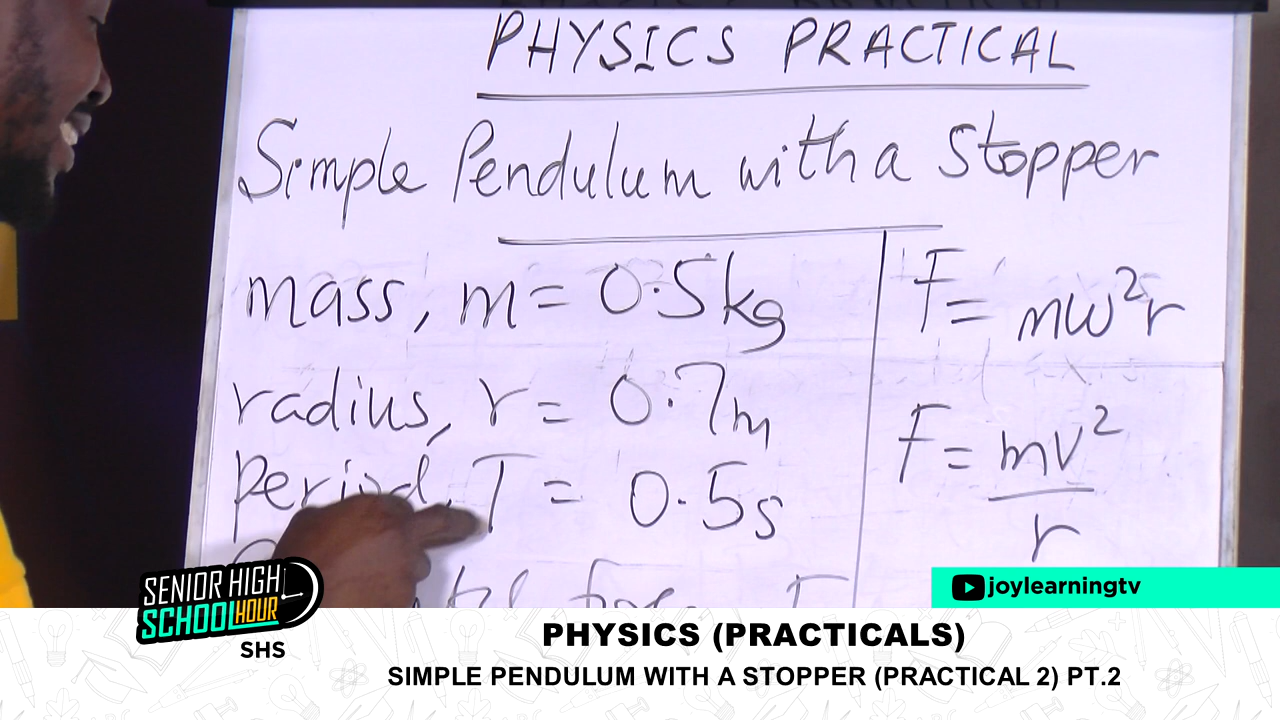 PHYSICS PRACTICAL
Simple Pendulum with a Stopper
mass, m = 0.5kg
radius, r = 0.7m
Period, T = 0.5s
F = mw²r
F = mv²
r
SENIOR HIGH
SCHOOL HOUR
SHS
joylearningtv
PHYSICS (PRACTICALS)
SIMPLE PENDULUM WITH A STOPPER (PRACTICAL 2) PT.2